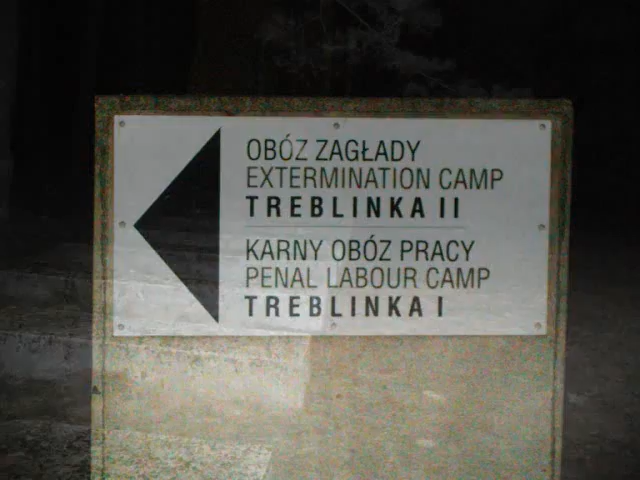 OBÓZ ZAGŁADY
EXTERMINATION CAMP
TREBLINKA II
KARNY OBÓZ PRACY
PENAL LABOUR CAMP
TREBLINKA I